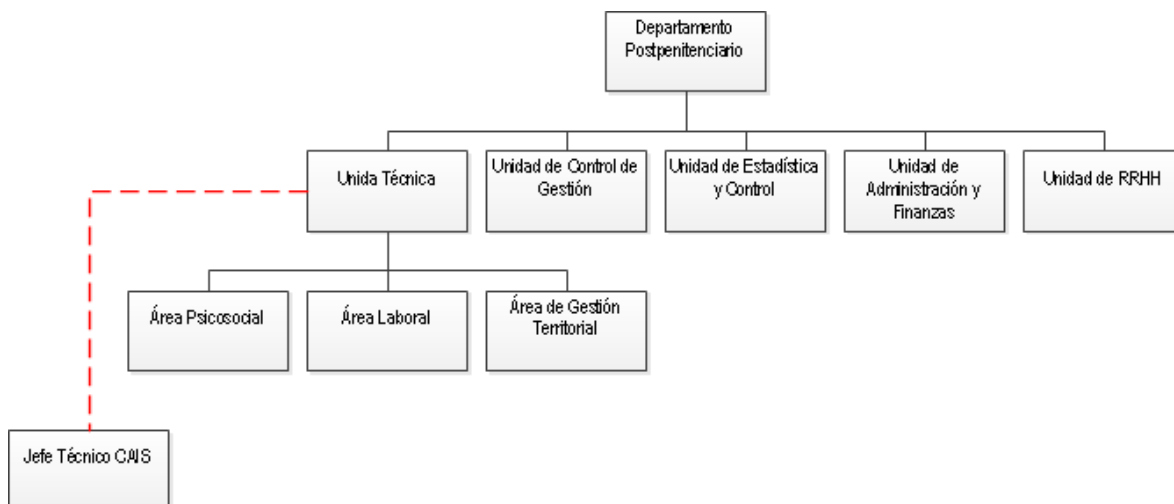 Departamento
Postpenitenciario
Unida Técnica
Unidad de Control de
Gestión
Unidad de Estadística
y Control
Unidad de
Administración y
Finanzas
Unidad de RRHH
Área Psicosocial
Área Laboral
Área de Gestión
Territorial
Jefe Técnico CAIS